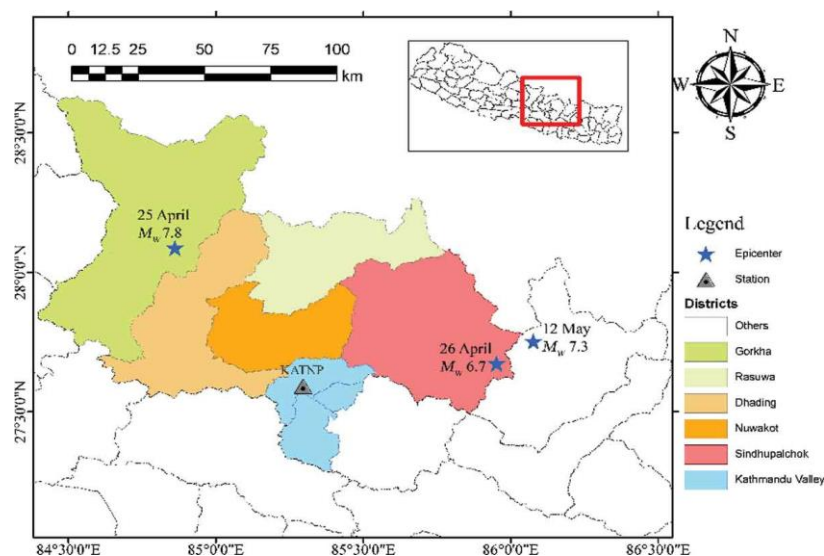 0 12.5 25 50 75 100
km
N
W E
S
28°30'N
28°0'N
27°30'N
25 April
Mw 7.8
12 May
Mw 7.3
26 April
Mw 6.7
KATNP
Legend
Epicenter
Station
Districts
Others
Gorkha
Rasuwa
Dhading
Nuwakot
Sindhupalchok
Kathmandu Valley
84°30'0"E 85°0'0"E 85°30'0"E 86°0'0"E 86°30'0"E